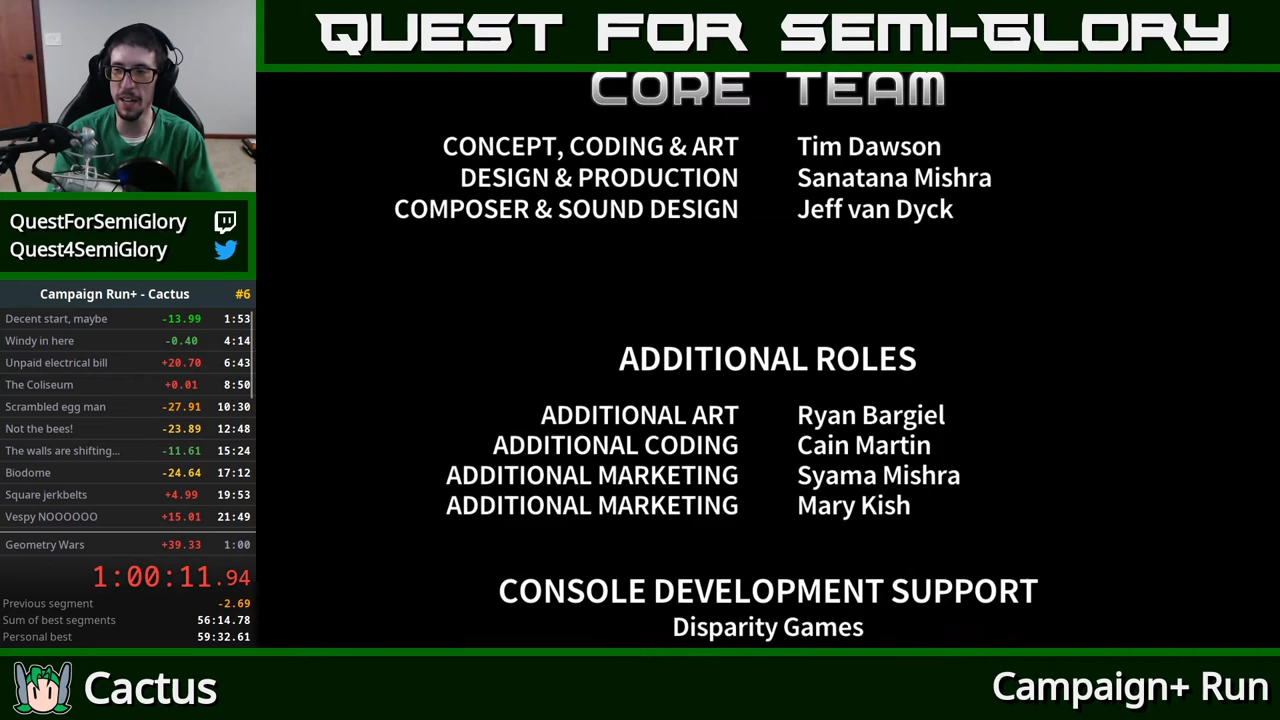 QUEST FOR SEMI-GLORY
CORE TEAM
CONCEPT, CODING & ART Tim Dawson
DESIGN & PRODUCTION Sanatana Mishra
COMPOSER & SOUND DESIGN Jeff van Dyck
ADDITIONAL ROLES
ADDITIONAL ART Ryan Bargiel
ADDITIONAL CODING Cain Martin
ADDITIONAL MARKETING Syama Mishra
ADDITIONAL MARKETING Mary Kish
CONSOLE DEVELOPMENT SUPPORT
Disparity Games
QuestForSemiGlory
Quest4SemiGlory
Campaign Run+ - Cactus #6
Decent start, maybe -13.99 1:53
Windy in here -0.40 4:14
Unpaid electrical bill +20.70 6:43
The Coliseum +0.01 8:50
Scrambled egg man -27.91 10:30
Not the bees! -23.89 12:48
The walls are shifting... -11.61 15:24
Biodome -24.64 17:12
Square jerkbelts +4.99 19:53
Vespy NOOOOOO +15.01 21:49
Geometry Wars +39.33 1:00
1:00:11.94
Previous segment -2.69
Sum of best segments 56:14.78
Personal best 59:32.61
Cactus
Campaign+ Run